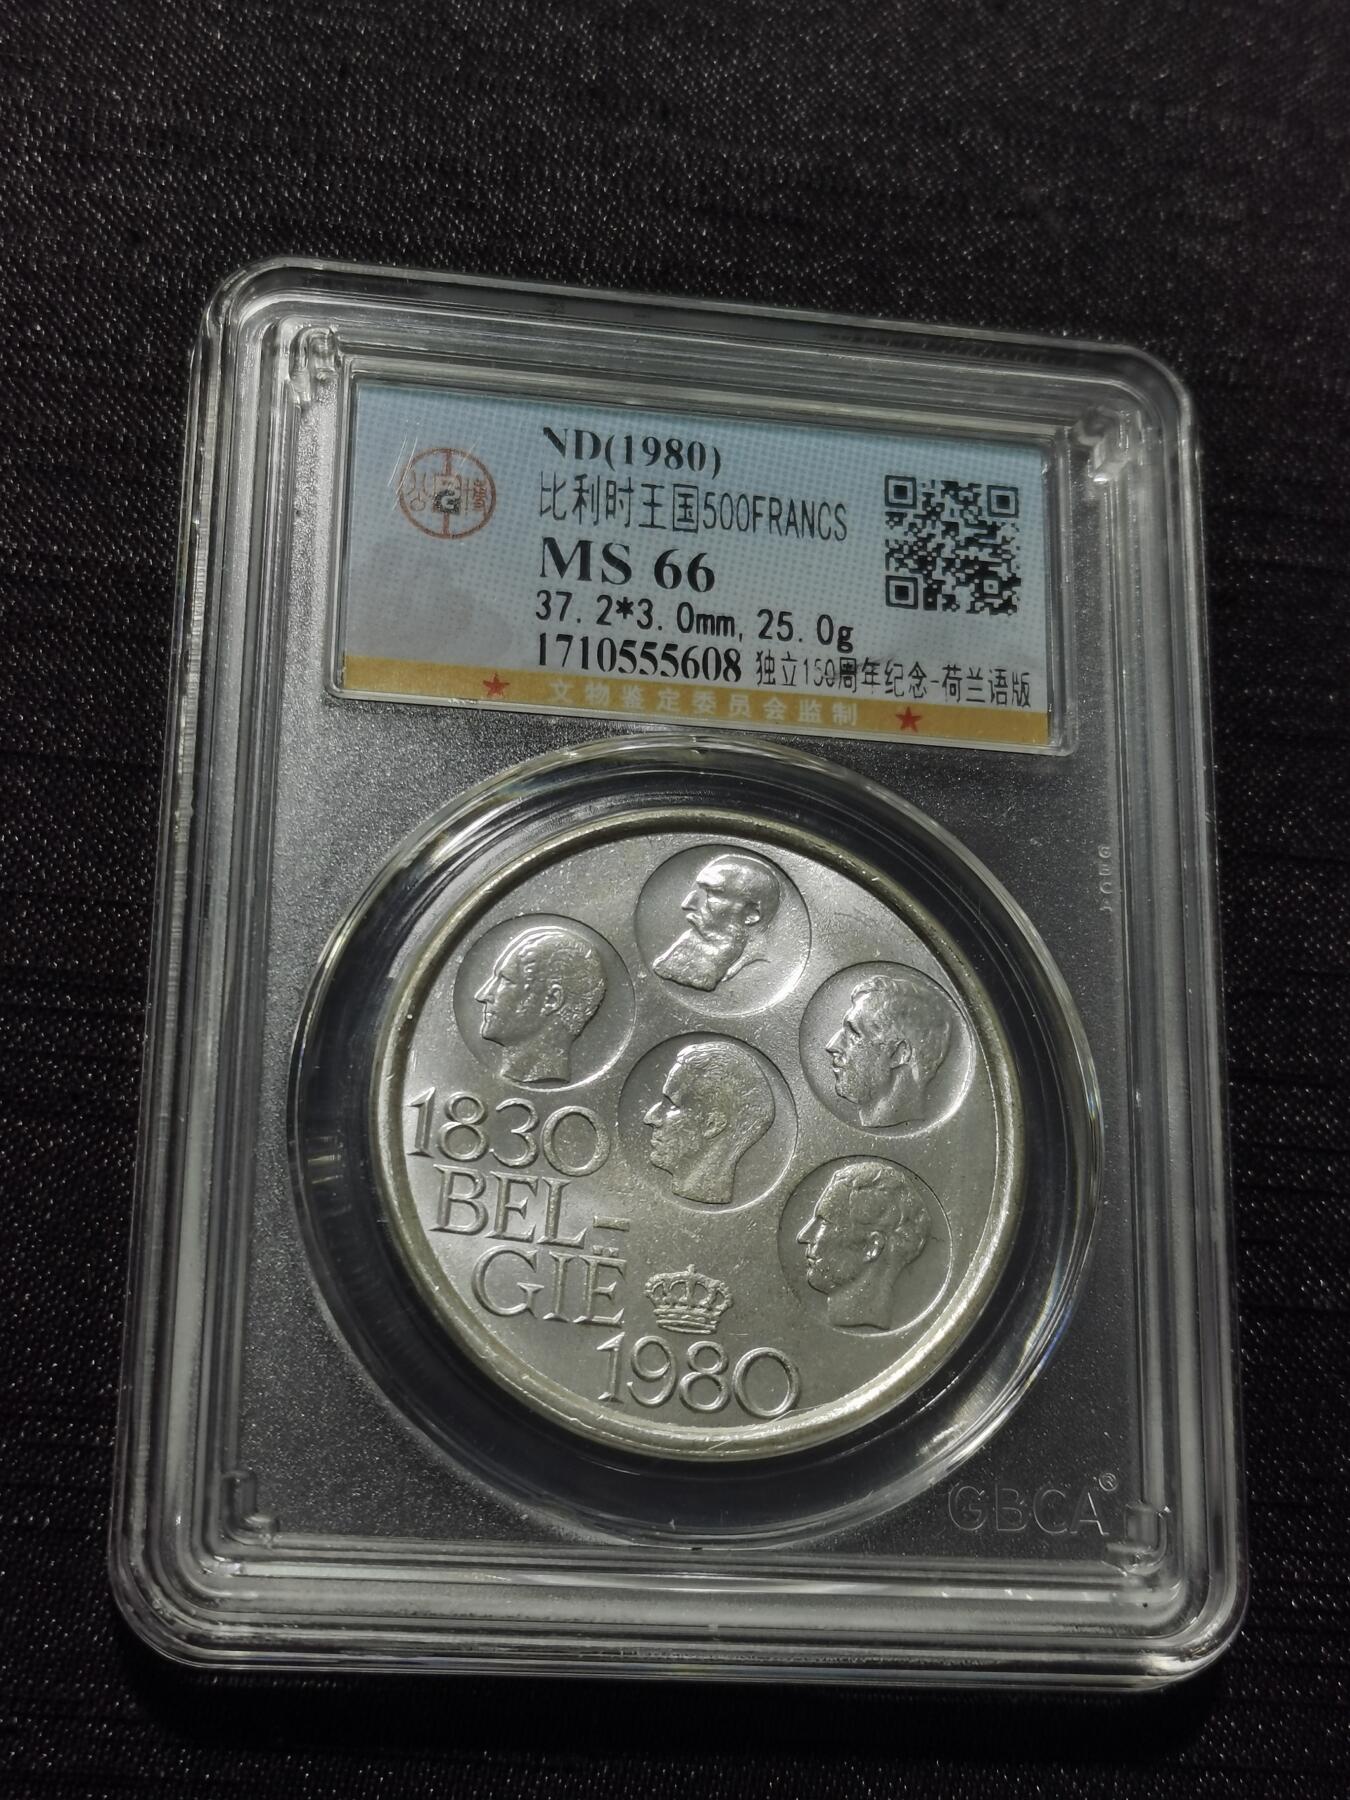 ND(1980)
比利时王国500FRANCS
MS 66
37.2*3.0mm, 25.0g
1710555608 独立150周年纪念-荷兰语版
文物鉴定委员会监制
G
1830
BEL-
GIË
1980
GBCA®